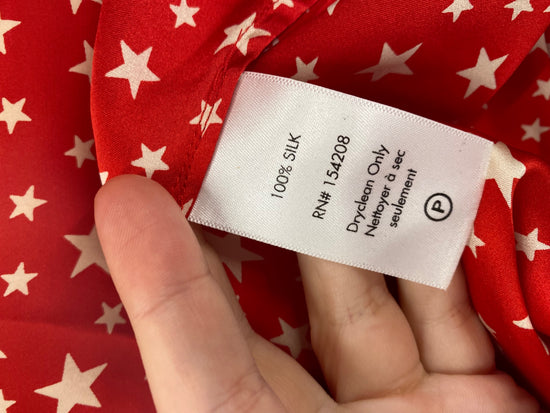 100% SILK
RN# 154208
Dryclean Only
Nettoyer à sec
seulement
P